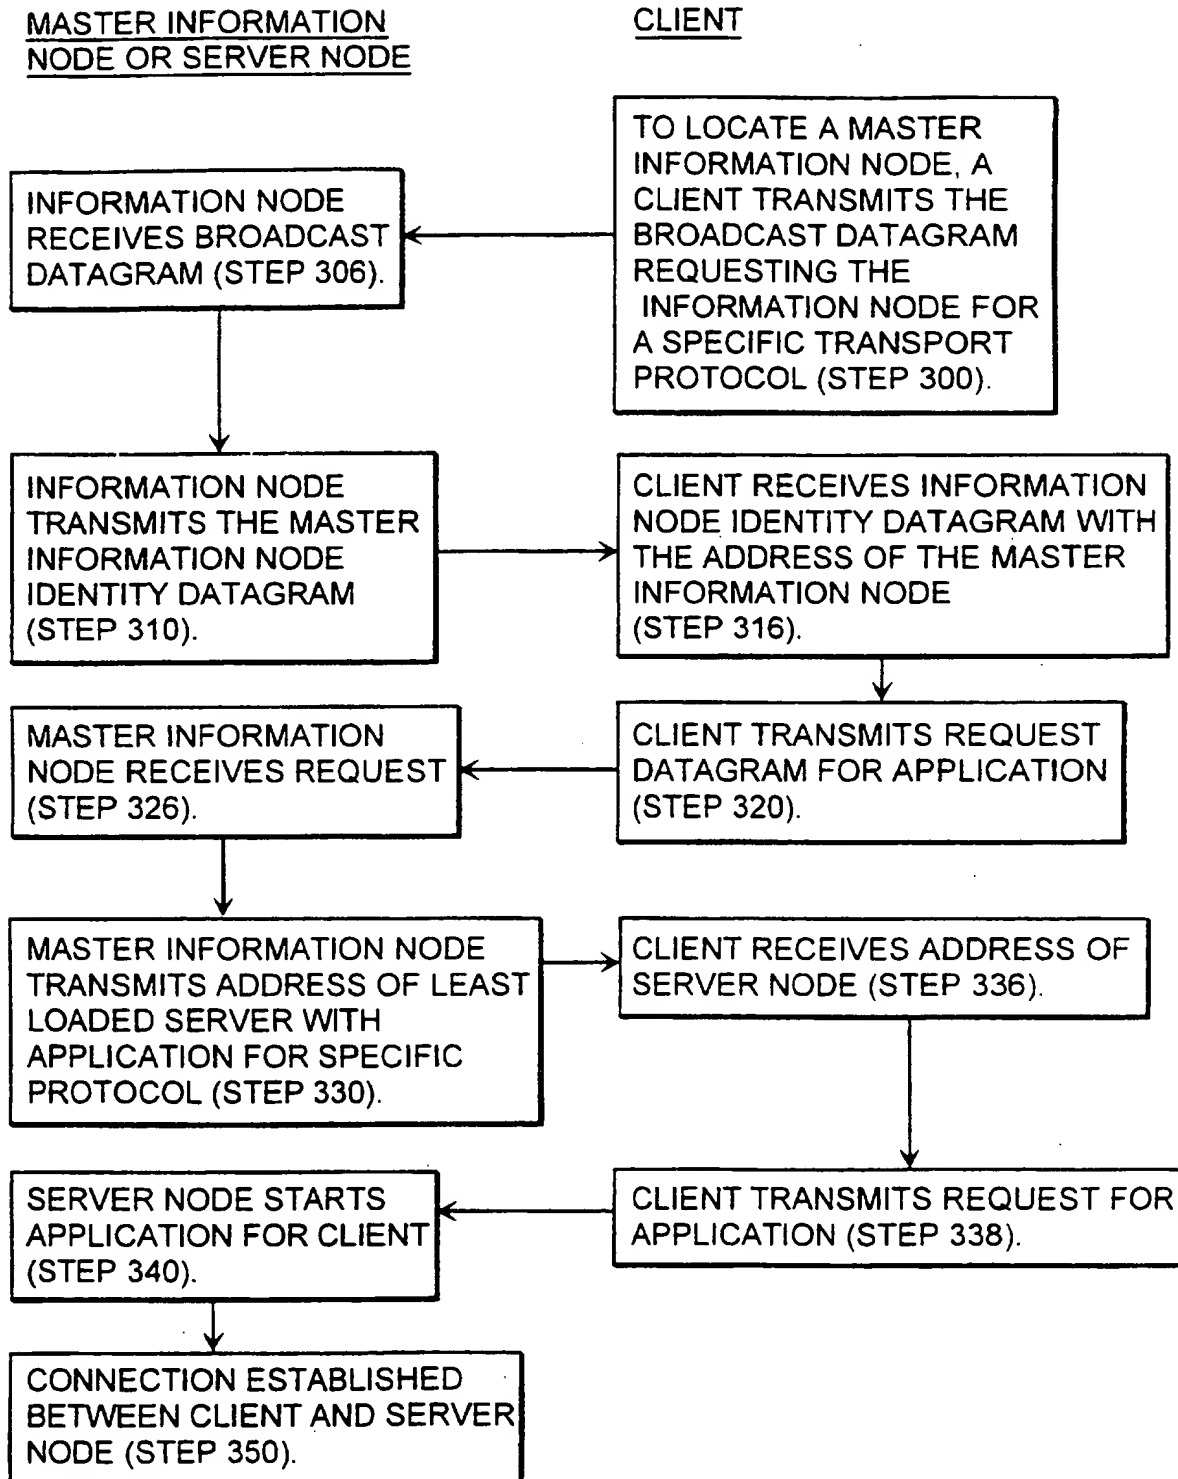 MASTER INFORMATION
NODE OR SERVER NODE
CLIENT
TO LOCATE A MASTER
INFORMATION NODE, A
CLIENT TRANSMITS THE
BROADCAST DATAGRAM
REQUESTING THE
INFORMATION NODE FOR
A SPECIFIC TRANSPORT
PROTOCOL (STEP 300).
INFORMATION NODE
RECEIVES BROADCAST
DATAGRAM (STEP 306).
INFORMATION NODE
TRANSMITS THE MASTER
INFORMATION NODE
IDENTITY DATAGRAM
(STEP 310).
CLIENT RECEIVES INFORMATION
NODE IDENTITY DATAGRAM WITH
THE ADDRESS OF THE MASTER
INFORMATION NODE
(STEP 316).
CLIENT TRANSMITS REQUEST
DATAGRAM FOR APPLICATION
(STEP 320).
MASTER INFORMATION
NODE RECEIVES REQUEST
(STEP 326).
MASTER INFORMATION NODE
TRANSMITS ADDRESS OF LEAST
LOADED SERVER WITH
APPLICATION FOR SPECIFIC
PROTOCOL (STEP 330).
CLIENT RECEIVES ADDRESS OF
SERVER NODE (STEP 336).
CLIENT TRANSMITS REQUEST FOR
APPLICATION (STEP 338).
SERVER NODE STARTS
APPLICATION FOR CLIENT
(STEP 340).
CONNECTION ESTABLISHED
BETWEEN CLIENT AND SERVER
NODE (STEP 350).